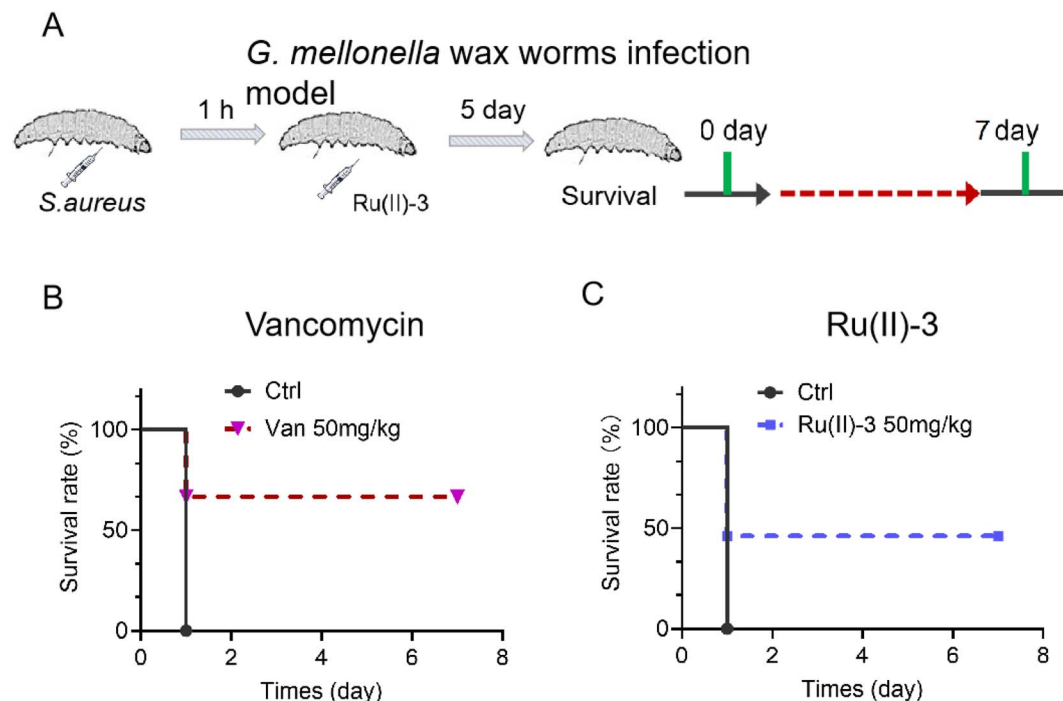 A
G. mellonella wax worms infection
model
1 h
5 day
0 day
7 day
S.aureus
Ru(II)-3
Survival
B
Vancomycin
Ctrl
Van 50mg/kg
Survival rate (%)
100
50
0
0 2 4 6 8
Times (day)
C
Ru(II)-3
Ctrl
Ru(II)-3 50mg/kg
Survival rate (%)
100
50
0
0 2 4 6 8
Times (day)